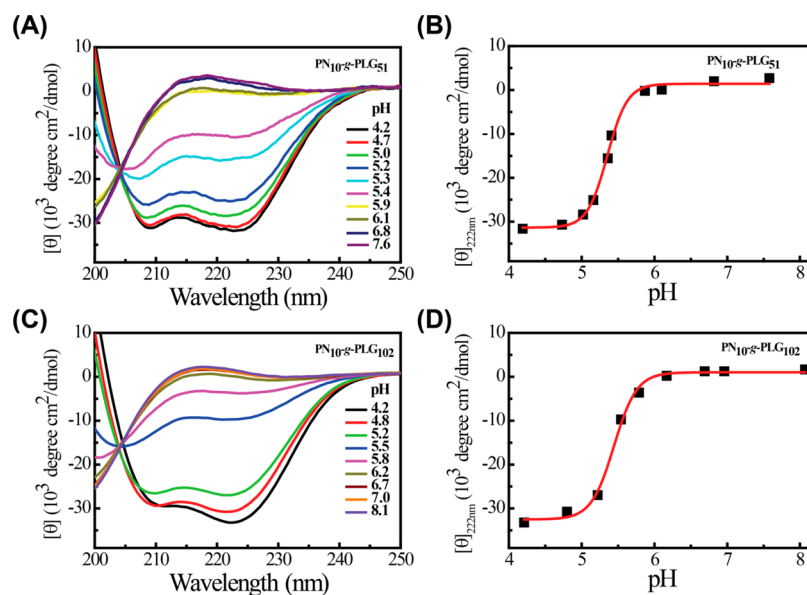 (A)
PN10-g-PLG51
[θ] (10³ degree cm²/dmol)
10
0
-10
-20
-30
-40
200 210 220 230 240 250
Wavelength (nm)
pH
4.2
4.7
5.0
5.2
5.3
5.4
5.9
6.1
6.8
7.6
(B)
PN10-g-PLG51
[θ]222nm (10³ degree cm²/dmol)
10
0
-10
-20
-30
-40
4 5 6 7 8
pH
(C)
PN10-g-PLG102
[θ] (10³ degree cm²/dmol)
10
0
-10
-20
-30
200 210 220 230 240 250
Wavelength (nm)
pH
4.2
4.8
5.2
5.5
5.8
6.2
6.7
7.0
8.1
(D)
PN10-g-PLG102
[θ]222nm (10³ degree cm²/dmol)
10
0
-10
-20
-30
-40
4 5 6 7 8
pH